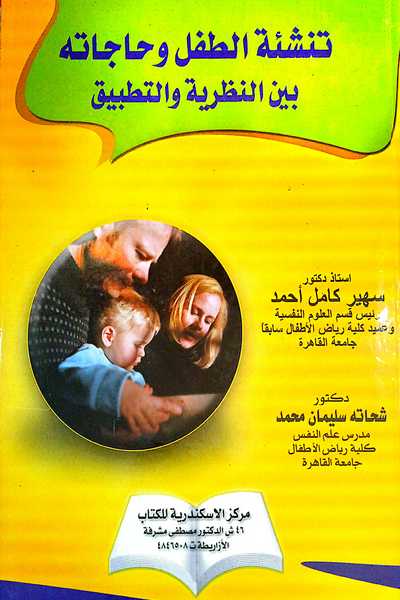 تنشئة الطفل وحاجاته
بين النظرية والتطبيق
استاذ دكتور
سهير كامل أحمد
رئيس قسم العلوم النفسية
وعميد كلية رياض الأطفال سابقا
جامعة القاهرة
دكتور
شحاته سليمان محمد
مدرس علم النفس
كلية رياض الأطفال
جامعة القاهرة
مركز الاسكندرية للكتاب
٤٦ ش الدكتور مصطفى مشرفة
الأزاريطة ت ٤٨٤٦٥٠٨